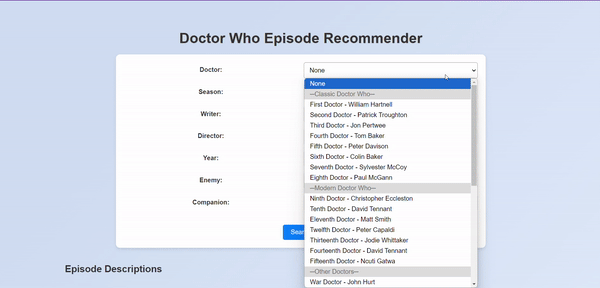 Doctor Who Episode Recommender
Doctor:
None
Season:
Writer:
Director:
Year:
Enemy:
Companion:
None
--Classic Doctor Who--
First Doctor - William Hartnell
Second Doctor - Patrick Troughton
Third Doctor - Jon Pertwee
Fourth Doctor - Tom Baker
Fifth Doctor - Peter Davison
Sixth Doctor - Colin Baker
Seventh Doctor - Sylvester McCoy
Eighth Doctor - Paul McGann
--Modern Doctor Who--
Ninth Doctor - Christopher Eccleston
Tenth Doctor - David Tennant
Eleventh Doctor - Matt Smith
Twelfth Doctor - Peter Capaldi
Thirteenth Doctor - Jodie Whittaker
Fourteenth Doctor - David Tennant
Fifteenth Doctor - Ncuti Gatwa
--Other Doctors--
War Doctor - John Hurt
Episode Descriptions